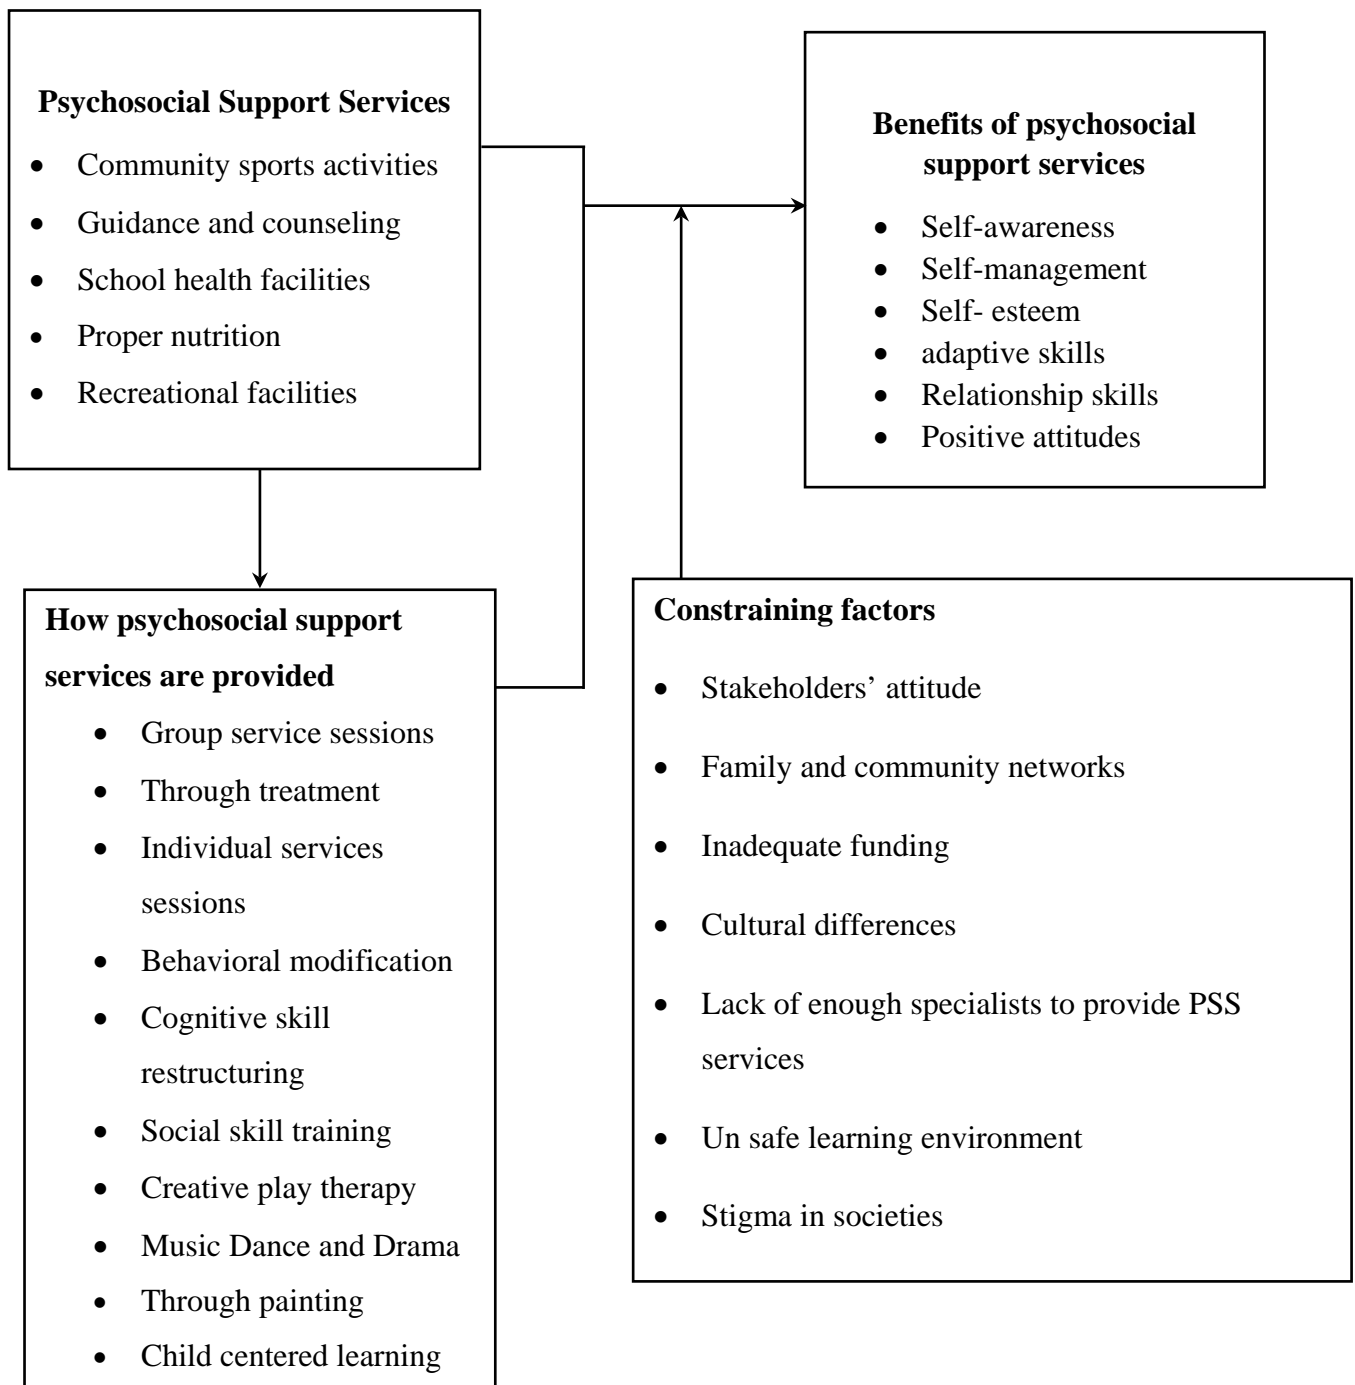 Psychosocial Support Services
• Community sports activities
• Guidance and counseling
• School health facilities
• Proper nutrition
• Recreational facilities
Benefits of psychosocial
support services
• Self-awareness
• Self-management
• Self- esteem
• adaptive skills
• Relationship skills
• Positive attitudes
How psychosocial support
services are provided
• Group service sessions
• Through treatment
• Individual services
sessions
• Behavioral modification
• Cognitive skill
restructuring
• Social skill training
• Creative play therapy
• Music Dance and Drama
• Through painting
• Child centered learning
Constraining factors
• Stakeholders’ attitude
• Family and community networks
• Inadequate funding
• Cultural differences
• Lack of enough specialists to provide PSS
services
• Un safe learning environment
• Stigma in societies